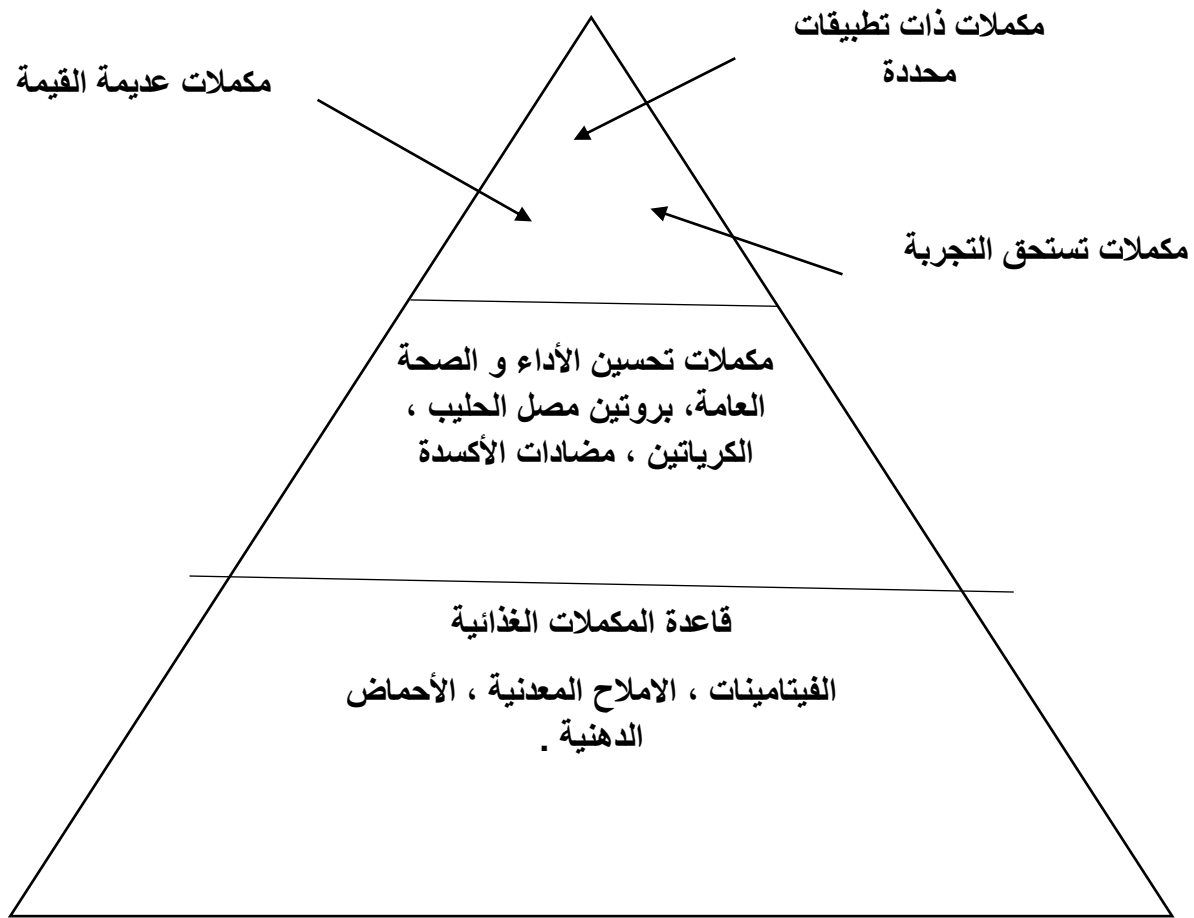 مكملات ذات تطبيقات
محددة
مكملات عديمة القيمة
مكملات تستحق التجربة
مكملات تحسين الأداء و الصحة
العامة، بروتين مصل الحليب ،
الكرياتين ، مضادات الأكسدة
قاعدة المكملات الغذائية
الفيتامينات ، الاملاح المعدنية ، الأحماض
الدهنية .